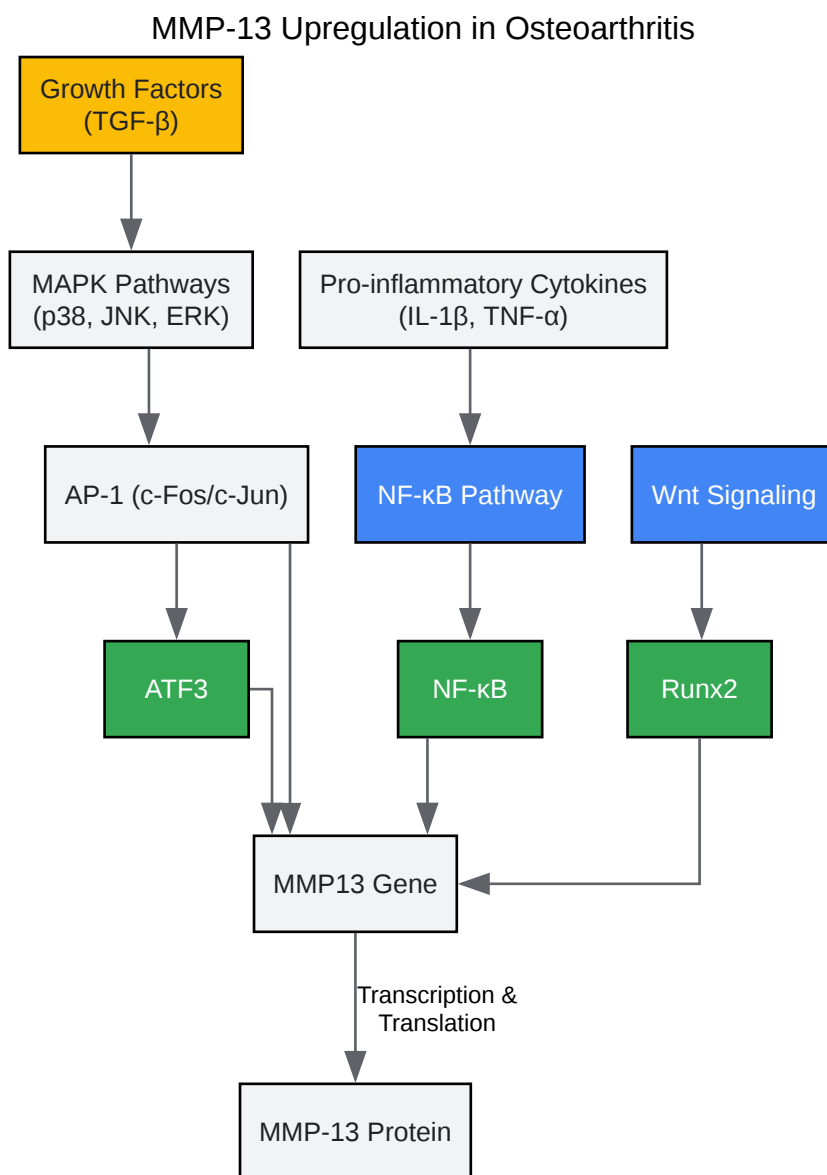 MMP-13 Upregulation in Osteoarthritis
Growth Factors
(TGF-β)
MAPK Pathways
(p38, JNK, ERK)
Pro-inflammatory Cytokines
(IL-1β, TNF-α)
AP-1 (c-Fos/c-Jun)
NF-κB Pathway
Wnt Signaling
ATF3
NF-κB
Runx2
MMP13 Gene
Transcription &
Translation
MMP-13 Protein